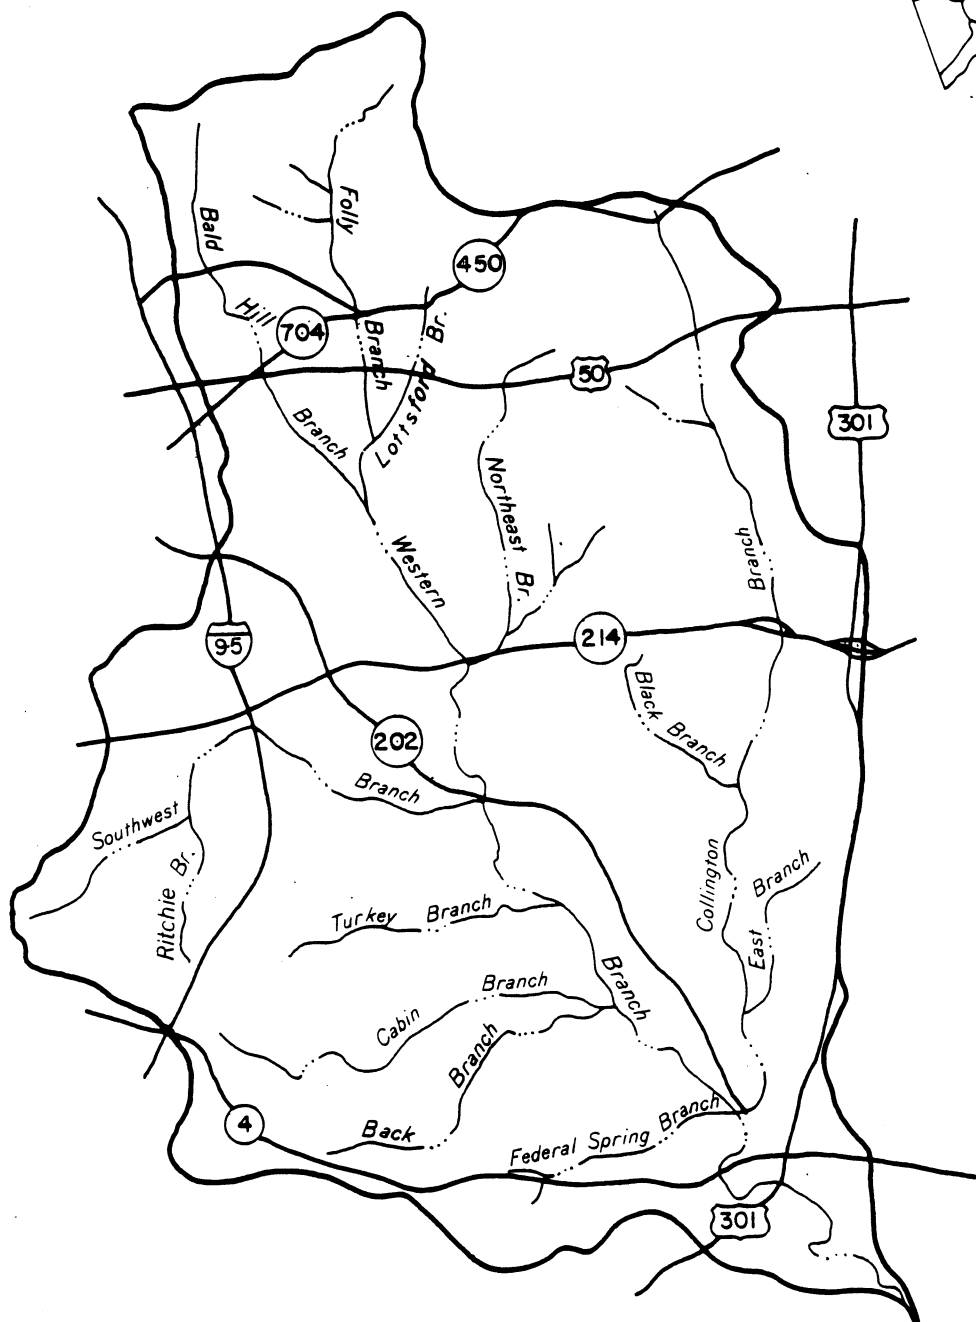 Folly
Bald
450
Hill
704
Branch
Lottsford Br.
50
301
Branch
Northeast Br.
Western
Branch
214
95
Black Branch
202
Branch
Southwest
Ritchie Br.
Collington
East Branch
Turkey Branch
Branch
Cabin Branch
Back Branch
4
Federal Spring Branch
301